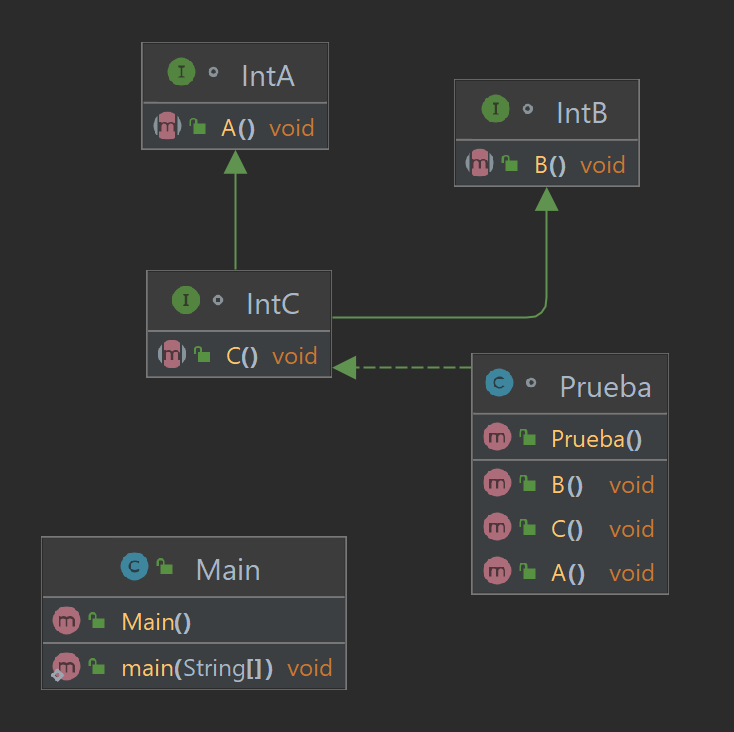 IntA
A() void
IntB
B() void
IntC
C() void
Prueba
Prueba()
B() void
C() void
A() void
Main
Main()
main(String[]) void